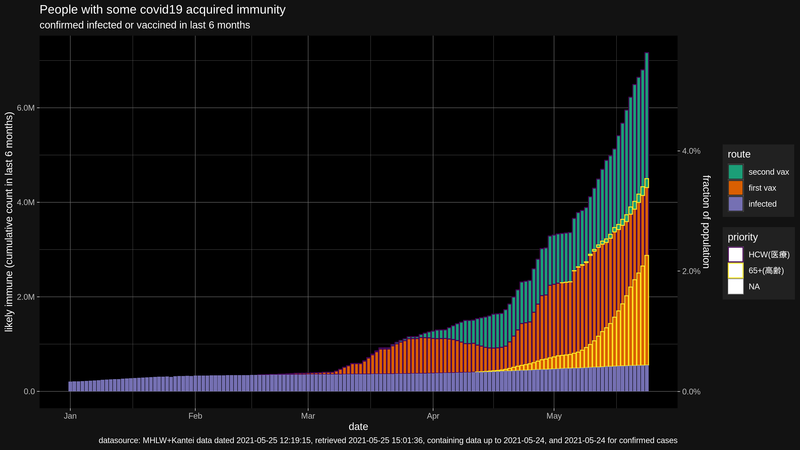 People with some covid19 acquired immunity
confirmed infected or vaccined in last 6 months
likely immune (cumulative count in last 6 months)
6.0M
4.0M
2.0M
0.0
4.0%
2.0%
0.0%
fraction of population
Jan
Feb
Mar
Apr
May
date
route
second vax
first vax
infected
priority
HCW(医療)
65+(高齢)
NA
datasource: MHLW+Kantei data dated 2021-05-25 12:19:15, retrieved 2021-05-25 15:01:36, containing data up to 2021-05-24, and 2021-05-24 for confirmed cases